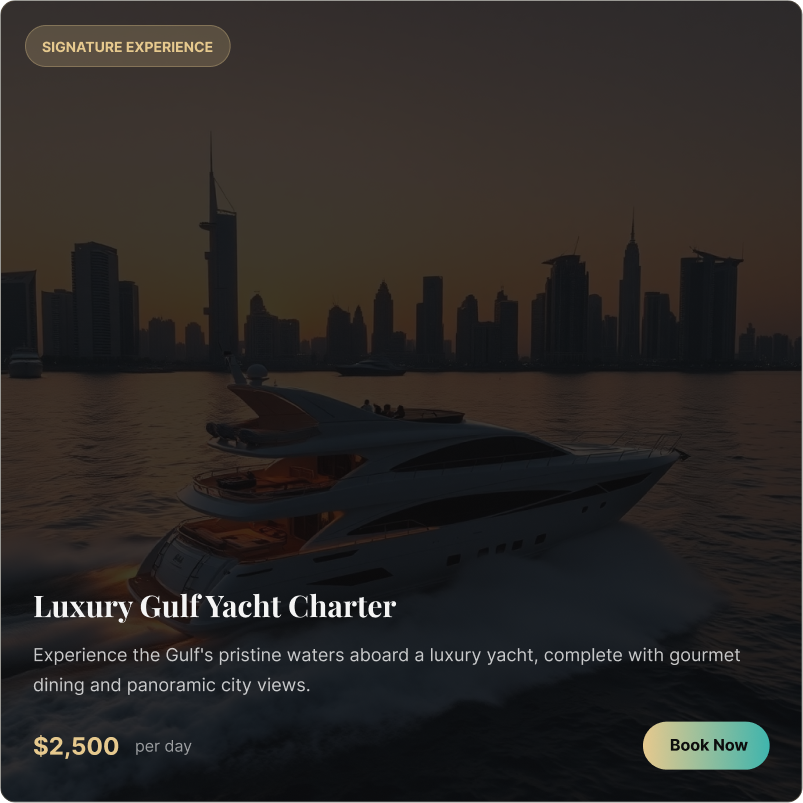 SIGNATURE EXPERIENCE
Luxury Gulf Yacht Charter
Experience the Gulf's pristine waters aboard a luxury yacht, complete with gourmet
dining and panoramic city views.
$2,500 per day
Book Now